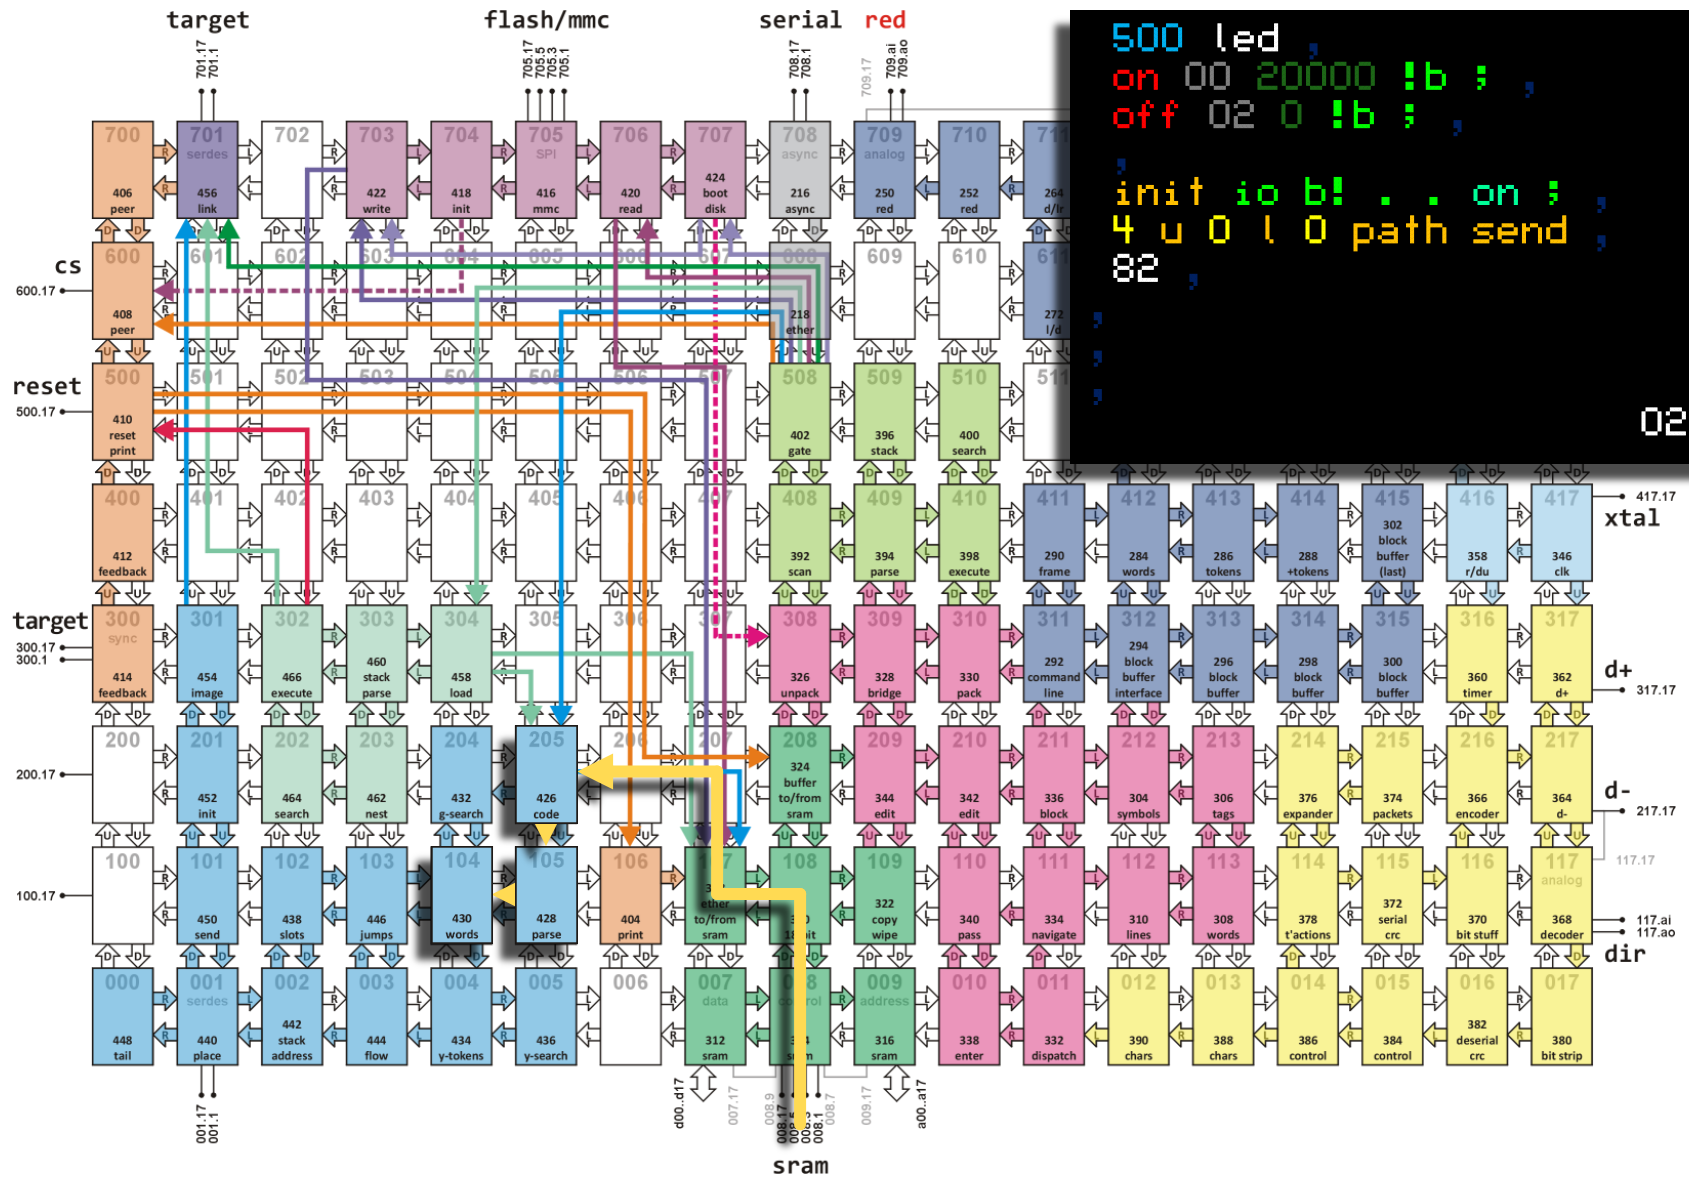 target
flash/mmc
serial red
701.17
701.1
705.17
705.5
705.3
705.1
708.17
708.1
709.17
709.ai
709.ao
500 led ,
on 00 20000 !b ; ,
off 02 0 !b ; ,
,
init io b! . . on ; ,
4 u 0 l 0 path send ,
82 ,
,
,
,
02
700 701 702 703 704 705 706 707 708 709 710 711
serdes SPI async analog
406 peer
456 link
422 write
418 init
416 mmc
420 read
424 boot disk
216 async
250 red
252 red
264 d/lr
cs
600.17
600 601 602 603 604 605 606 607 608 609 610 611
408 peer
218 ether
272 l/d
reset
500.17
500 501 502 503 504 505 506 507 508 509 510 511
410 reset print
402 gate
396 stack
400 search
400 401 402 403 404 405 406 407 408 409 410 411 412 413 414 415 416 417
412 feedback
392 scan
394 parse
398 execute
290 frame
284 words
286 tokens
288 +tokens
302 block buffer (last)
358 r/du
346 clk
417.17
xtal
target
300.17
300.1
300 301 302 303 304 305 306 307 308 309 310 311 312 313 314 315 316 317
sync
414 feedback
454 image
466 execute
460 stack parse
458 load
326 unpack
328 bridge
330 pack
292 command line
294 block buffer interface
296 block buffer
298 block buffer
300 block buffer
360 timer
362 d+
d+
317.17
200.17
200 201 202 203 204 205 206 207 208 209 210 211 212 213 214 215 216 217
452 init
464 search
462 nest
432 g-search
426 code
324 buffer to/from sram
344 edit
342 edit
336 block
304 symbols
306 tags
376 expander
374 packets
366 encoder
364 d-
d-
217.17
117.17
100.17
100 101 102 103 104 105 106 108 109 110 111 112 113 114 115 116 117
analog
450 send
438 slots
446 jumps
430 words
428 parse
404 print
ether to/from sram
322 copy wipe
340 pass
334 navigate
310 lines
308 words
378 t'actions
372 serial crc
370 bit stuff
368 decoder
117.ai
117.ao
dir
000 001 002 003 004 005 006 007 009 010 011 012 013 014 015 016 017
serdes data address
448 tail
440 place
442 stack address
444 flow
434 y-tokens
436 y-search
312 sram
316 sram
338 enter
332 dispatch
390 chars
388 chars
386 control
384 control
382 deserial crc
380 bit strip
001.17
001.1
d00..d17
007.17
008.9
008.17
008.1
008.7
009.17
a00..a17
sram